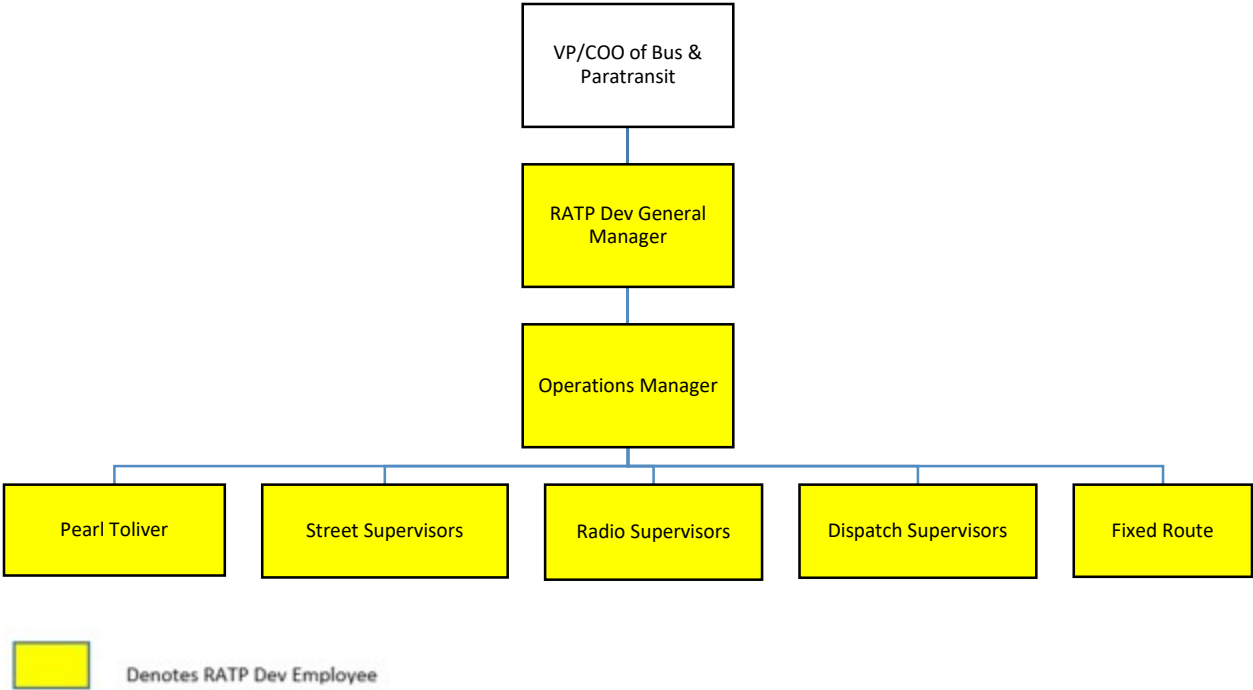 VP/COO of Bus &
Paratransit
RATP Dev General
Manager
Operations Manager
Pearl Toliver
Street Supervisors
Radio Supervisors
Dispatch Supervisors
Fixed Route
Denotes RATP Dev Employee